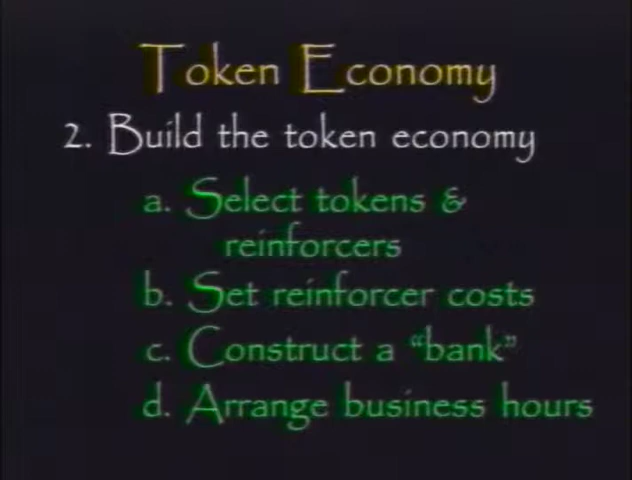 Token Economy
2. Build the token economy
a. Select tokens &
reinforcers
b. Set reinforcer costs
c. Construct a “bank”
d. Arrange business hours